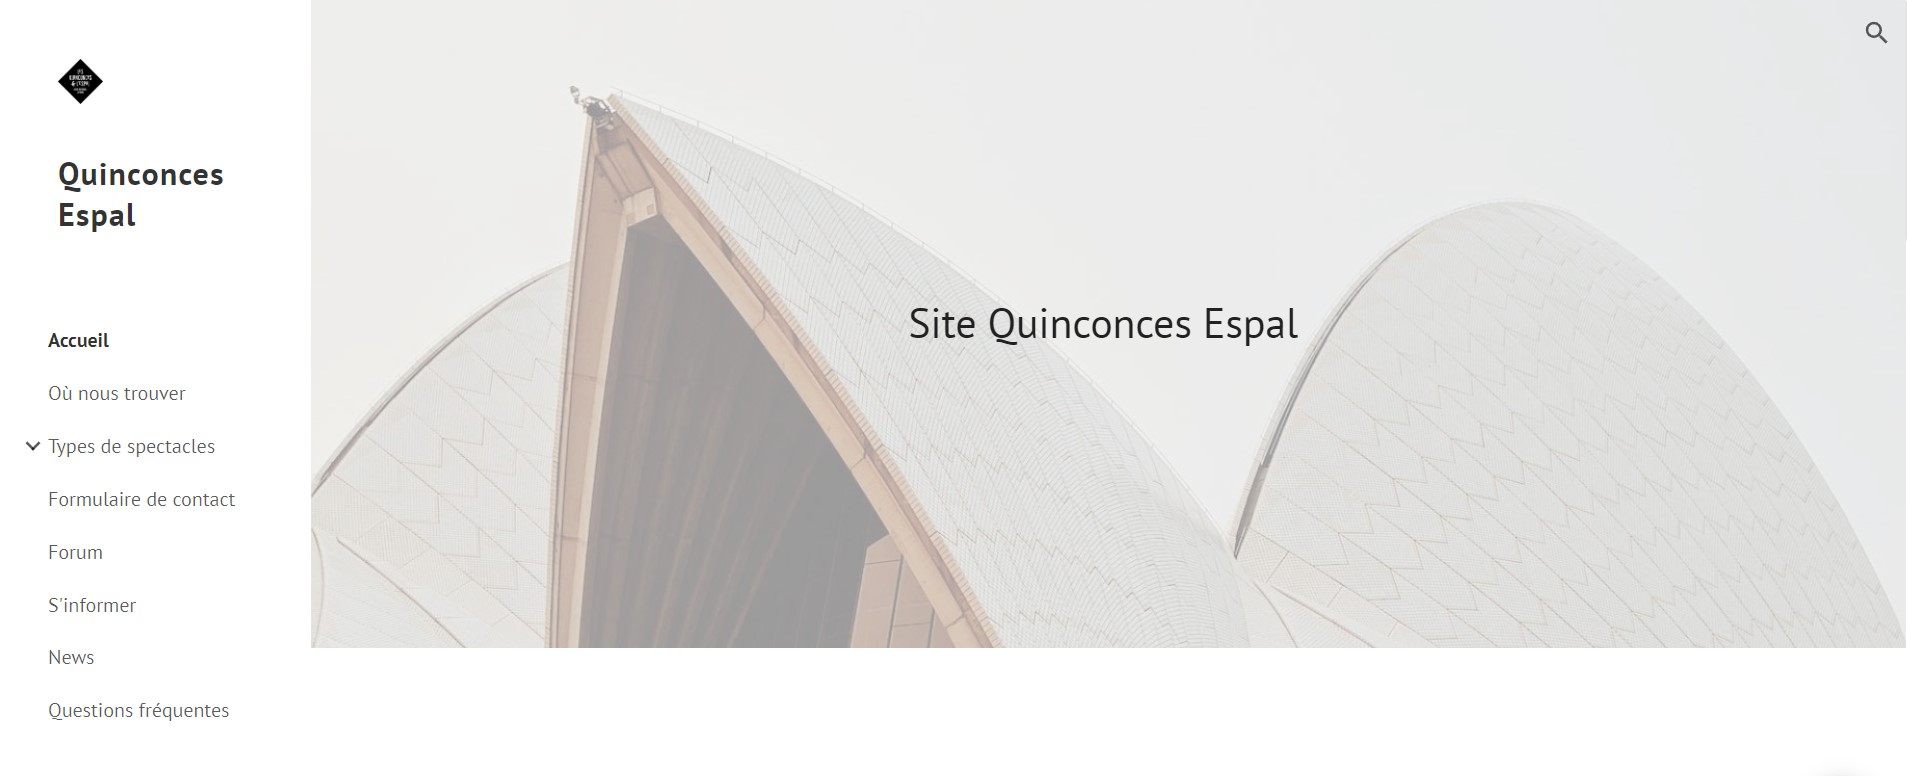 QUINCONCES
Quinconces
Espal
Accueil
Où nous trouver
Types de spectacles
Formulaire de contact
Forum
S'informer
News
Questions fréquentes
Site Quinconces Espal